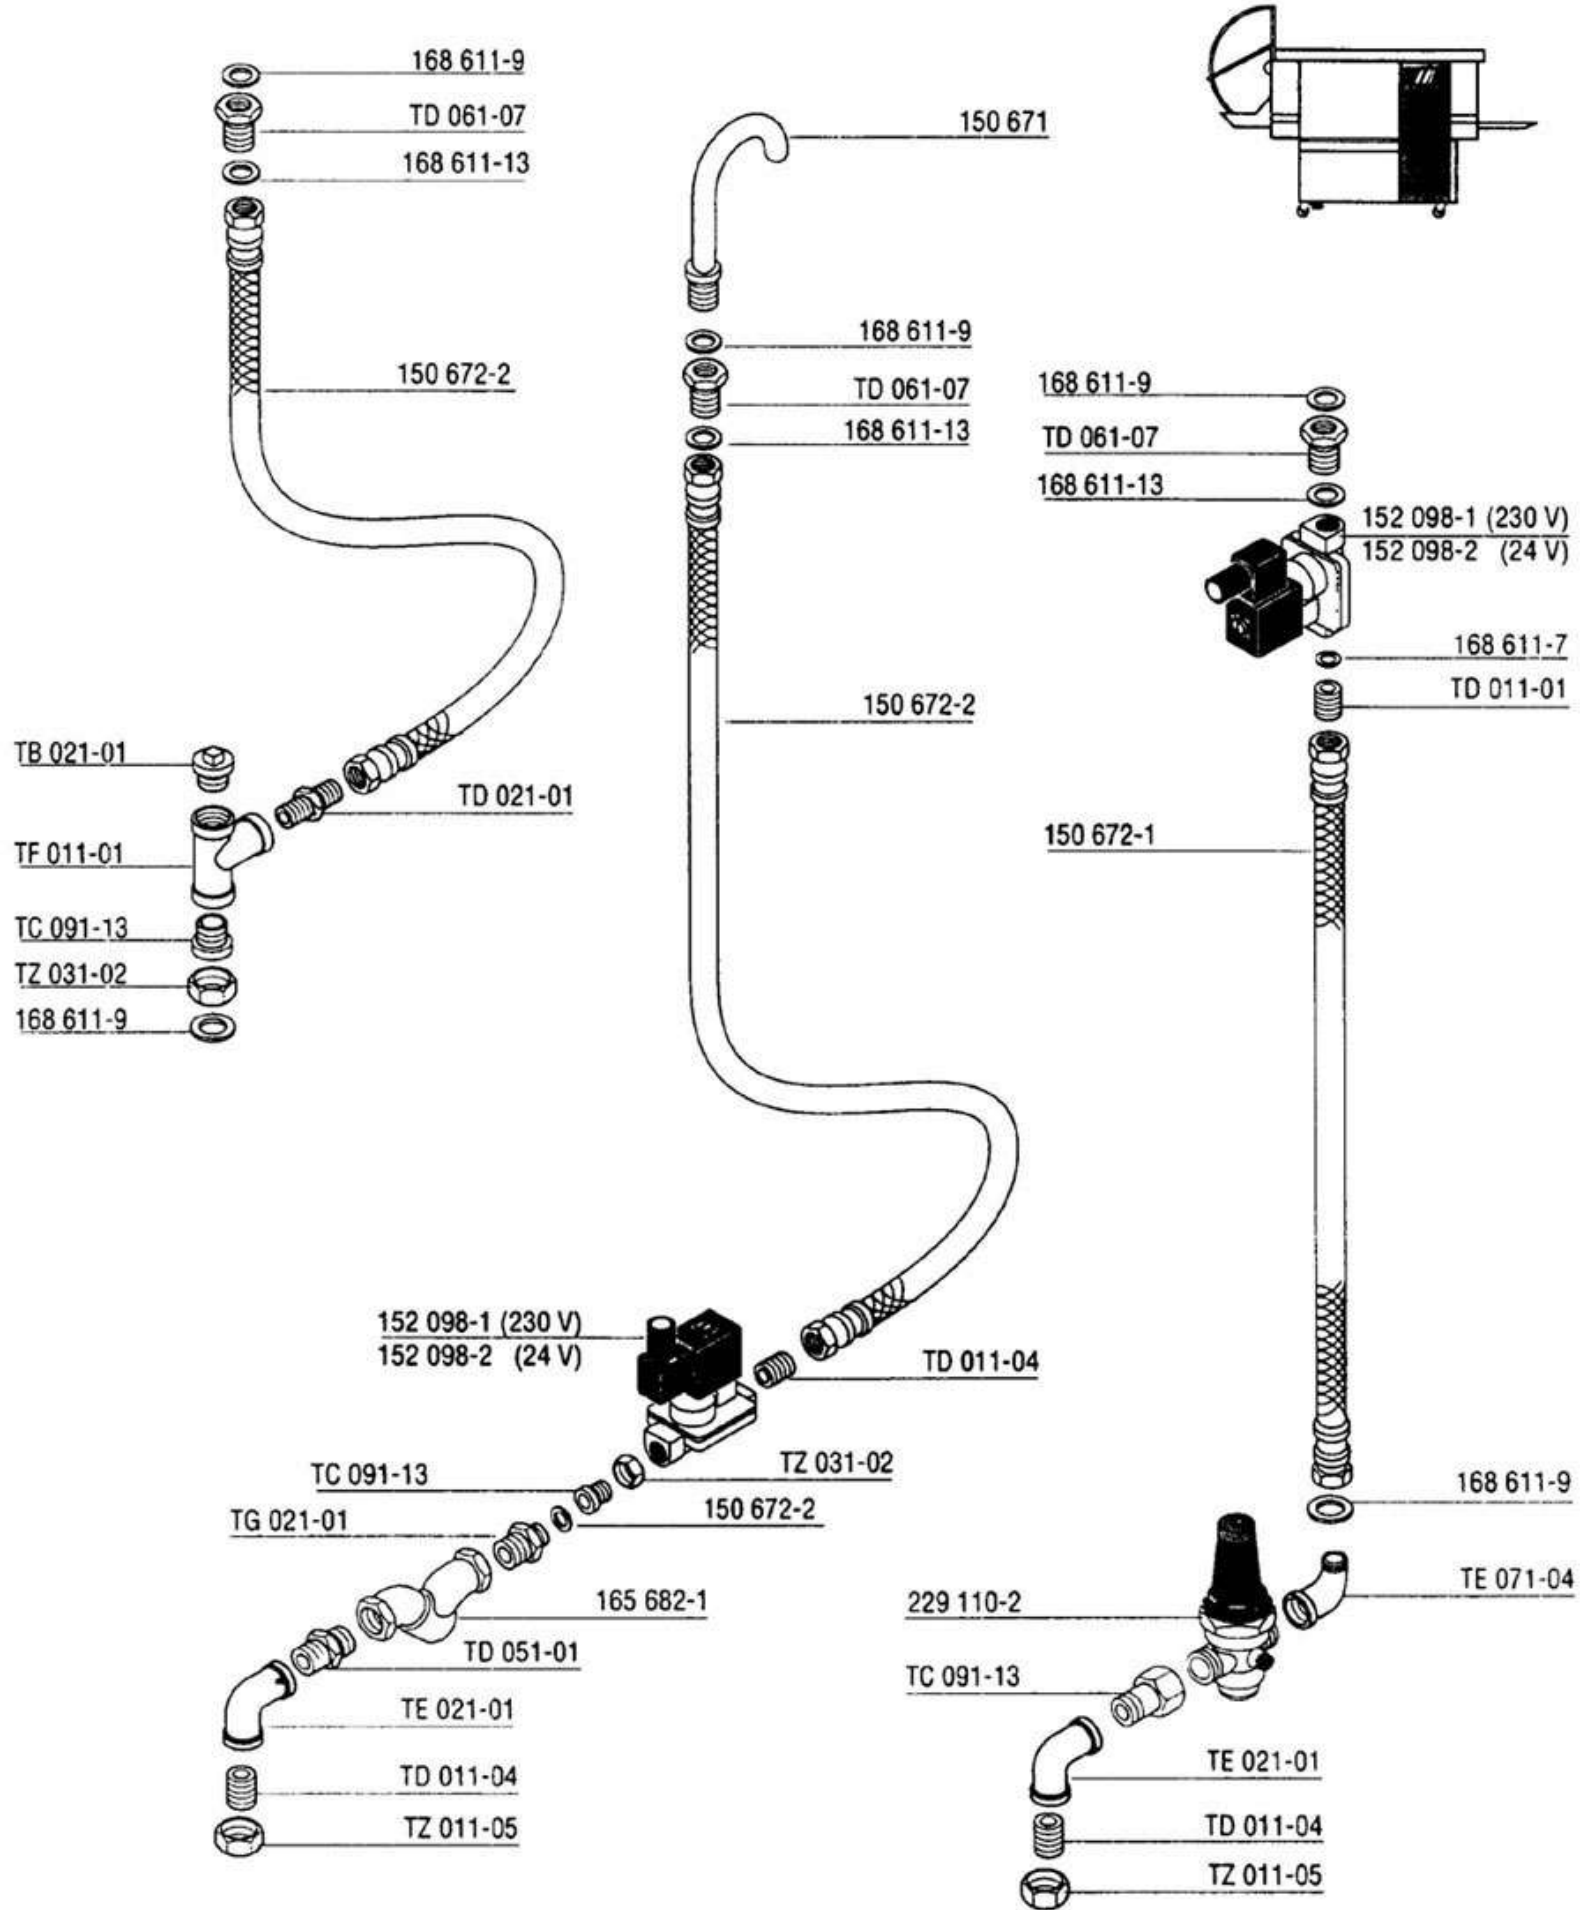 168 611-9
TD 061-07
168 611-13
150 672-2
TB 021-01
TD 021-01
TF 011-01
TC 091-13
TZ 031-02
168 611-9
150 671
168 611-9
TD 061-07
168 611-13
150 672-2
152 098-1 (230 V)
152 098-2 (24 V)
TD 011-04
TC 091-13
TZ 031-02
TG 021-01
150 672-2
165 682-1
TD 051-01
TE 021-01
TD 011-04
TZ 011-05
168 611-9
TD 061-07
168 611-13
152 098-1 (230 V)
152 098-2 (24 V)
168 611-7
TD 011-01
150 672-1
168 611-9
229 110-2
TE 071-04
TC 091-13
TE 021-01
TD 011-04
TZ 011-05